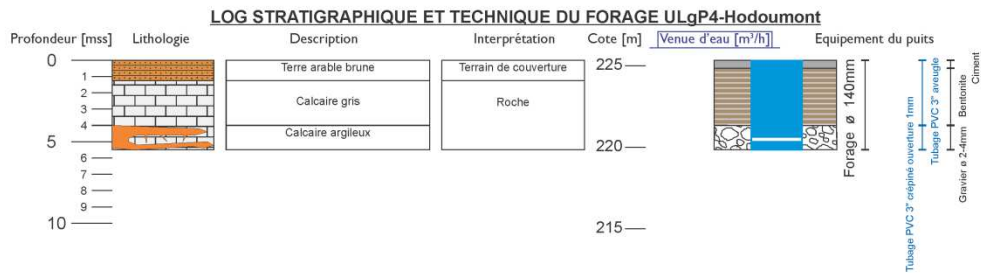 LOG STRATIGRAPHIQUE ET TECHNIQUE DU FORAGE ULgP4-Hodoumont
Profondeur [mss] Lithologie Description Interprétation Cote [m] Venue d'eau [m³/h] Equipement du puits
0
1
2
3
4
5
6
7
8
9
10
Terre arable brune
Calcaire gris
Calcaire argileux
Terrain de couverture
Roche
225
220
215
Forage ø 140mm
Tubage PVC 3" crépiné ouverture 1mm
Tubage PVC 3" aveugle
Gravier ø 2-4mm
Bentonite
Ciment